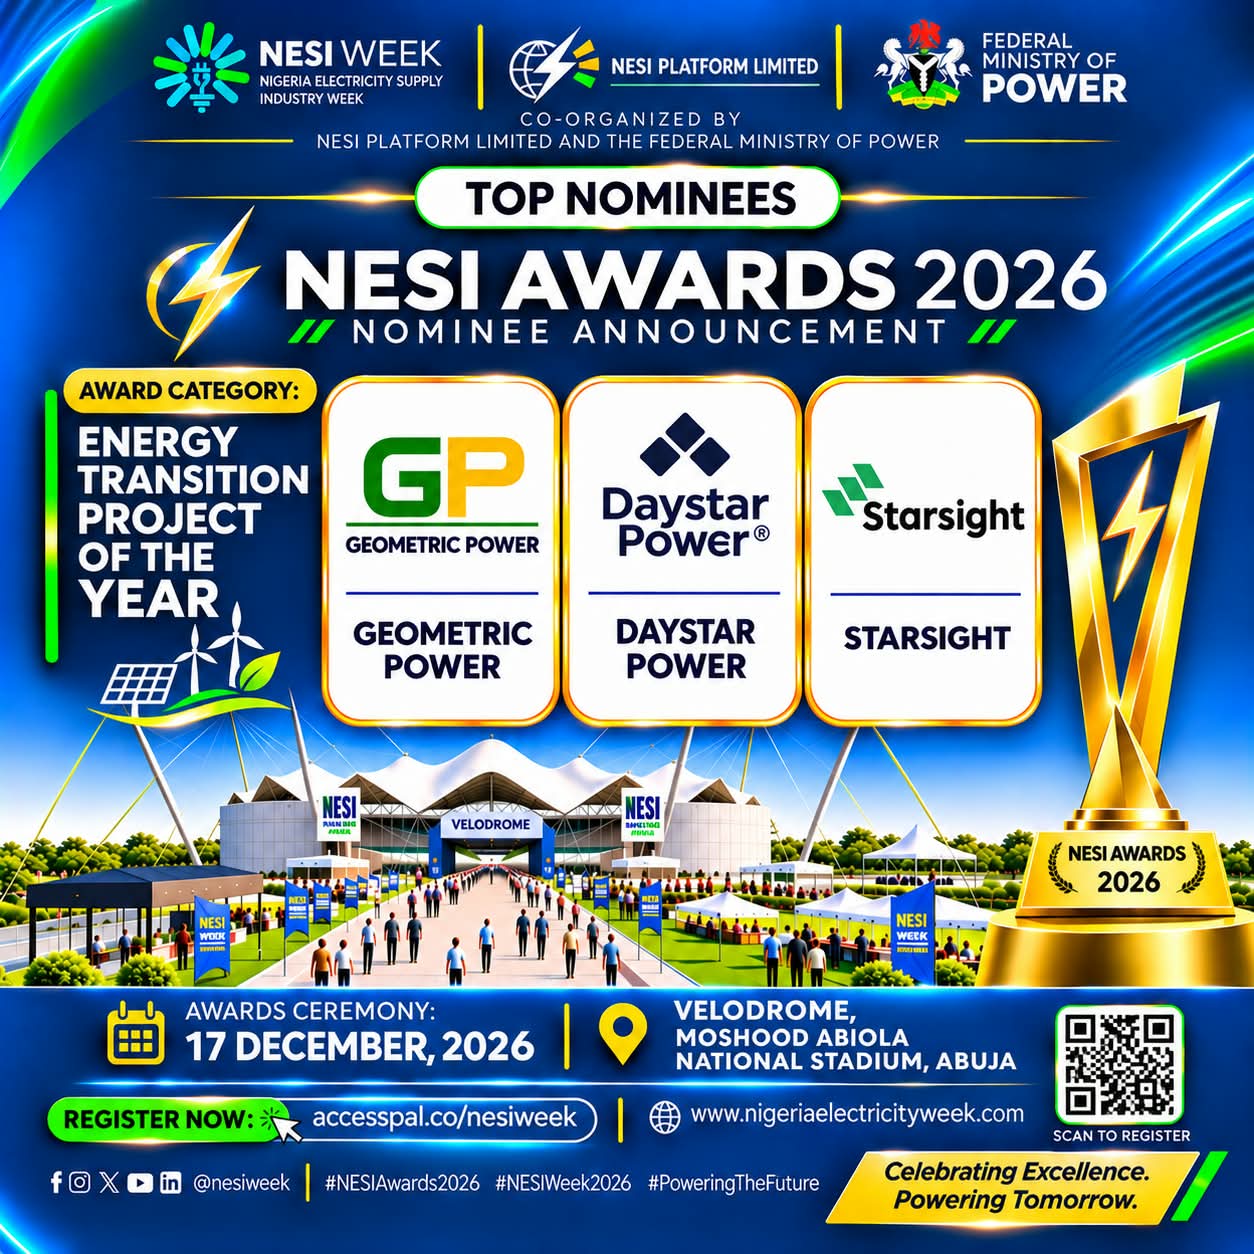 NESI WEEK
NIGERIA ELECTRICITY SUPPLY
INDUSTRY WEEK
NESI PLATFORM LIMITED
FEDERAL
MINISTRY OF
POWER
CO-ORGANIZED BY
NESI PLATFORM LIMITED AND THE FEDERAL MINISTRY OF POWER
TOP NOMINEES
NESI AWARDS 2026
NOMINEE ANNOUNCEMENT
AWARD CATEGORY:
ENERGY
TRANSITION
PROJECT
OF THE
YEAR
GP
GEOMETRIC POWER
GEOMETRIC
POWER
Daystar
Power®
DAYSTAR
POWER
Starsight
STARSIGHT
NESI
VELODROME
NESI
NESI
WEEK
NESI
WEEK
NESI AWARDS
2026
AWARDS CEREMONY:
17 DECEMBER, 2026
VELODROME,
MOSHOOD ABIOLA
NATIONAL STADIUM, ABUJA
REGISTER NOW:
accesspal.co/nesiweek
www.nigeriaelectricityweek.com
SCAN TO REGISTER
@nesiweek
#NESIAwards2026 #NESIWeek2026 #PoweringTheFuture
Celebrating Excellence.
Powering Tomorrow.